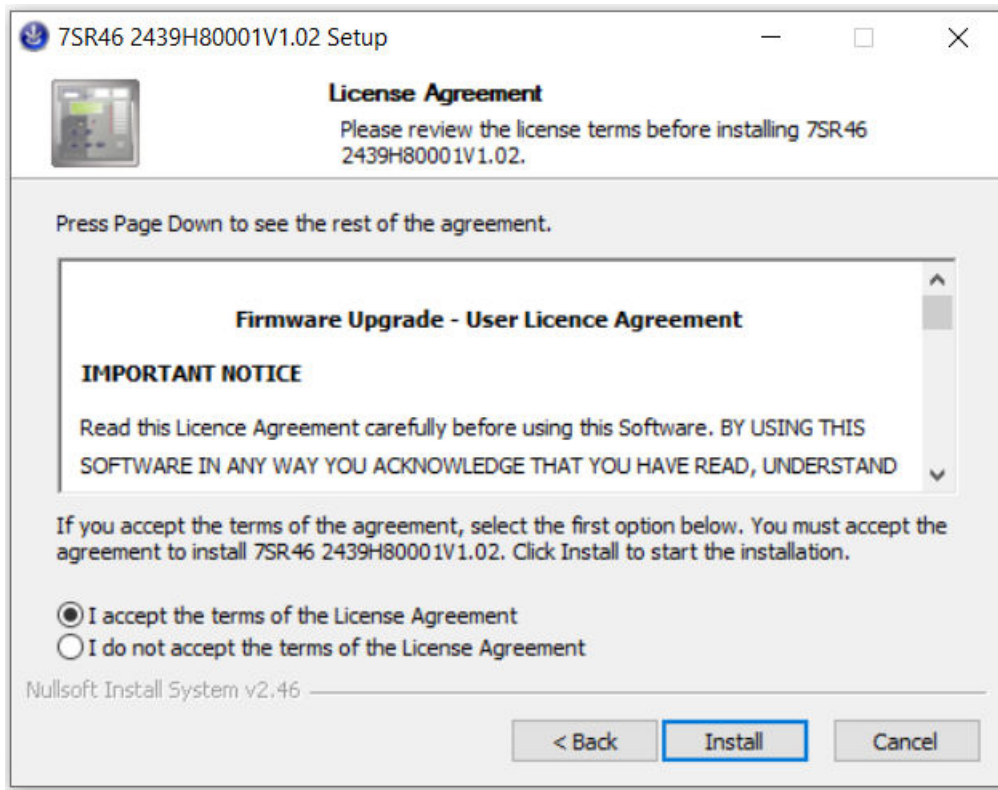 7SR46 2439H80001V1.02 Setup
License Agreement
Please review the license terms before installing 7SR46
2439H80001V1.02.
Press Page Down to see the rest of the agreement.
Firmware Upgrade - User Licence Agreement
IMPORTANT NOTICE
Read this Licence Agreement carefully before using this Software. BY USING THIS
SOFTWARE IN ANY WAY YOU ACKNOWLEDGE THAT YOU HAVE READ, UNDERSTAND
If you accept the terms of the agreement, select the first option below. You must accept the
agreement to install 7SR46 2439H80001V1.02. Click Install to start the installation.
I accept the terms of the License Agreement
I do not accept the terms of the License Agreement
Nullsoft Install System v2.46
< Back Install Cancel